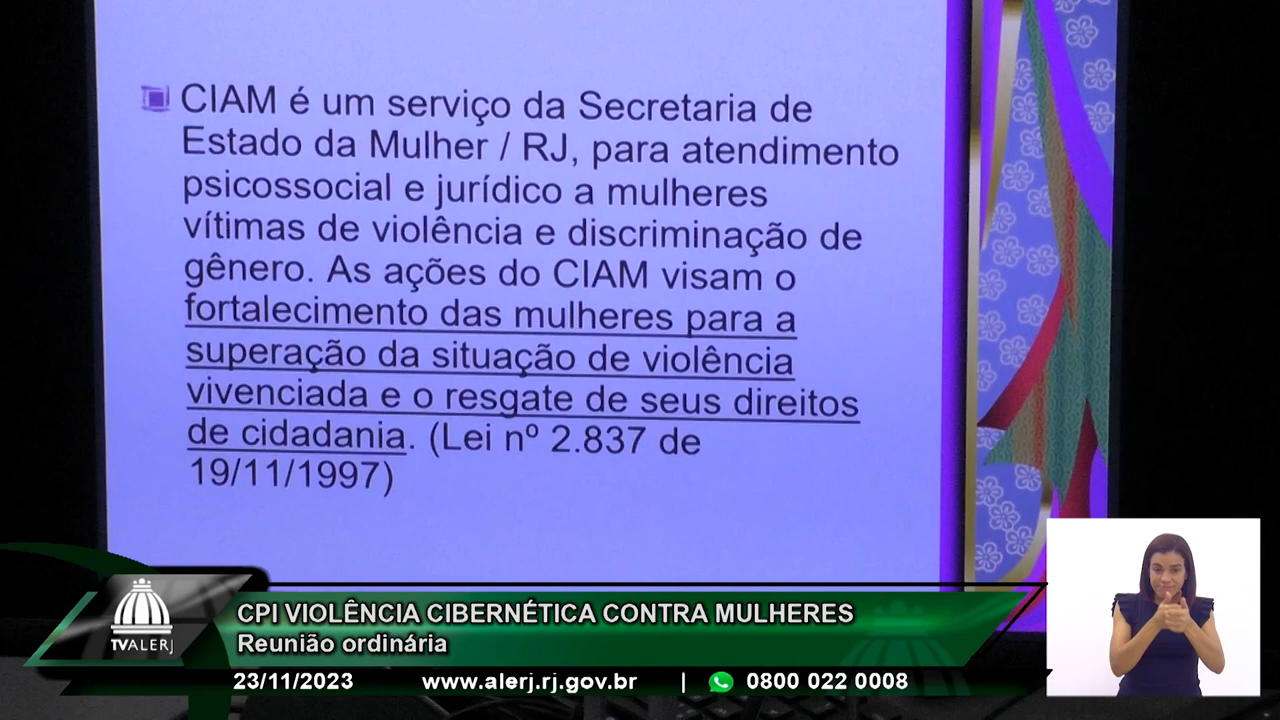 CIAM é um serviço da Secretaria de
Estado da Mulher / RJ, para atendimento
psicossocial e jurídico a mulheres
vítimas de violência e discriminação de
gênero. As ações do CIAM visam o
fortalecimento das mulheres para a
superação da situação de violência
vivenciada e o resgate de seus direitos
de cidadania. (Lei nº 2.837 de
19/11/1997)
TVALERJ
CPI VIOLÊNCIA CIBERNÉTICA CONTRA MULHERES
Reunião ordinária
23/11/2023 www.alerj.rj.gov.br | 0800 022 0008